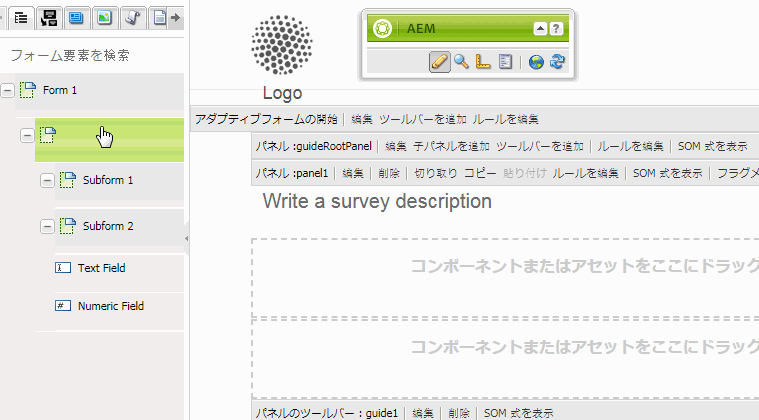 フォーム要素を検索
Form 1
Subform 1
Subform 2
Text Field
Numeric Field
Logo
AEM
?
アダプティブフォームの開始 | 編集 ツールバーを追加 ルールを編集
パネル :guideRootPanel | 編集 子パネルを追加 ツールバーを追加 | ルールを編集 | SOM 式を表示
パネル :panel1 | 編集 | 削除 | 切り取り コピー 貼り付け ルールを編集 | SOM 式を表示 | フラグメ
Write a survey description
コンポーネントまたはアセットをここにドラッグ
コンポーネントまたはアセットをここにドラッグ
パネルのツールバー : guide1 | 編集 | 削除 | SOM 式を表示